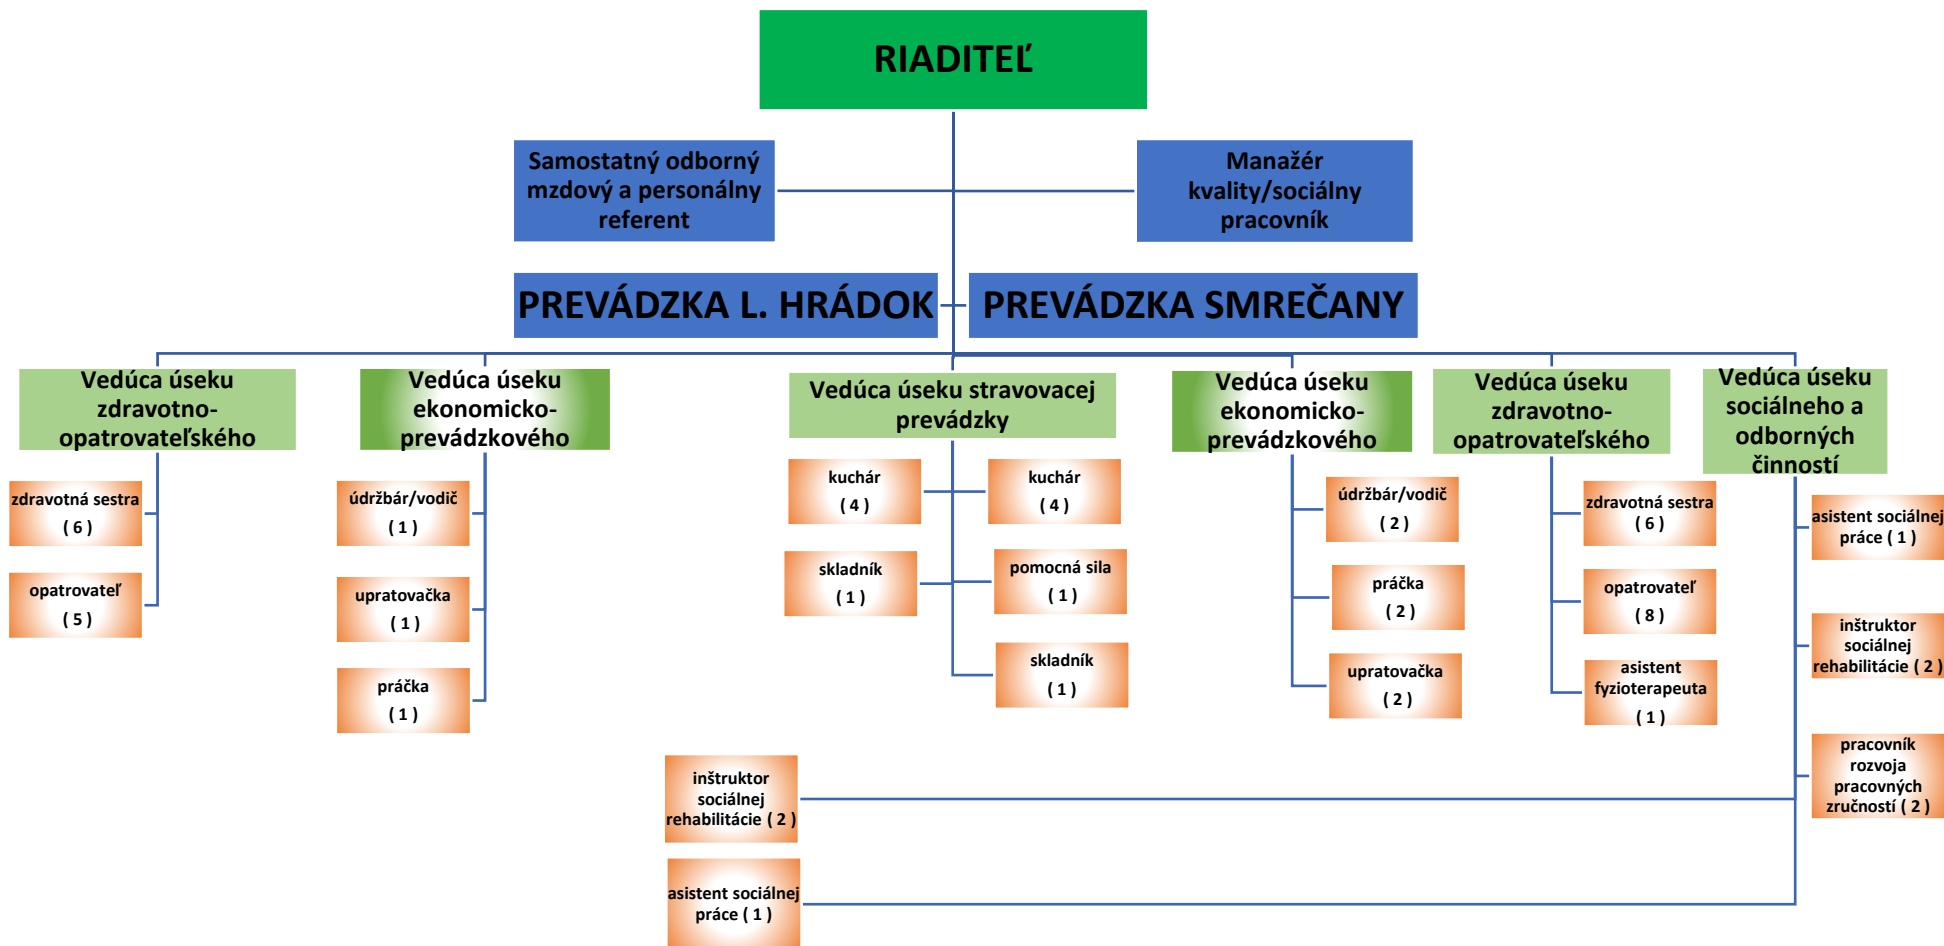 RIADITEĽ
Samostatný odborný
mzdový a personálny
referent
Manažér
kvality/sociálny
pracovník
PREVÁDZKA L. HRÁDOK
PREVÁDZKA SMREČANY
Vedúca úseku
zdravotno-
opatrovateľského
zdravotná sestra
( 6 )
opatrovateľ
( 5 )
Vedúca úseku
ekonomicko-
prevádzkového
údržbár/vodič
( 1 )
upratovačka
( 1 )
práčka
( 1 )
Vedúca úseku stravovacej
prevádzky
kuchár
( 4 )
kuchár
( 4 )
skladník
( 1 )
pomocná sila
( 1 )
skladník
( 1 )
Vedúca úseku
ekonomicko-
prevádzkového
údržbár/vodič
( 2 )
práčka
( 2 )
upratovačka
( 2 )
Vedúca úseku
zdravotno-
opatrovateľského
zdravotná sestra
( 6 )
opatrovateľ
( 8 )
asistent
fyzioterapeuta
( 1 )
Vedúca úseku
sociálneho a
odborných
činností
asistent sociálnej
práce ( 1 )
inštruktor
sociálnej
rehabilitácie ( 2 )
pracovník
rozvoja
pracovných
zručností ( 2 )
inštruktor
sociálnej
rehabilitácie ( 2 )
asistent sociálnej
práce ( 1 )